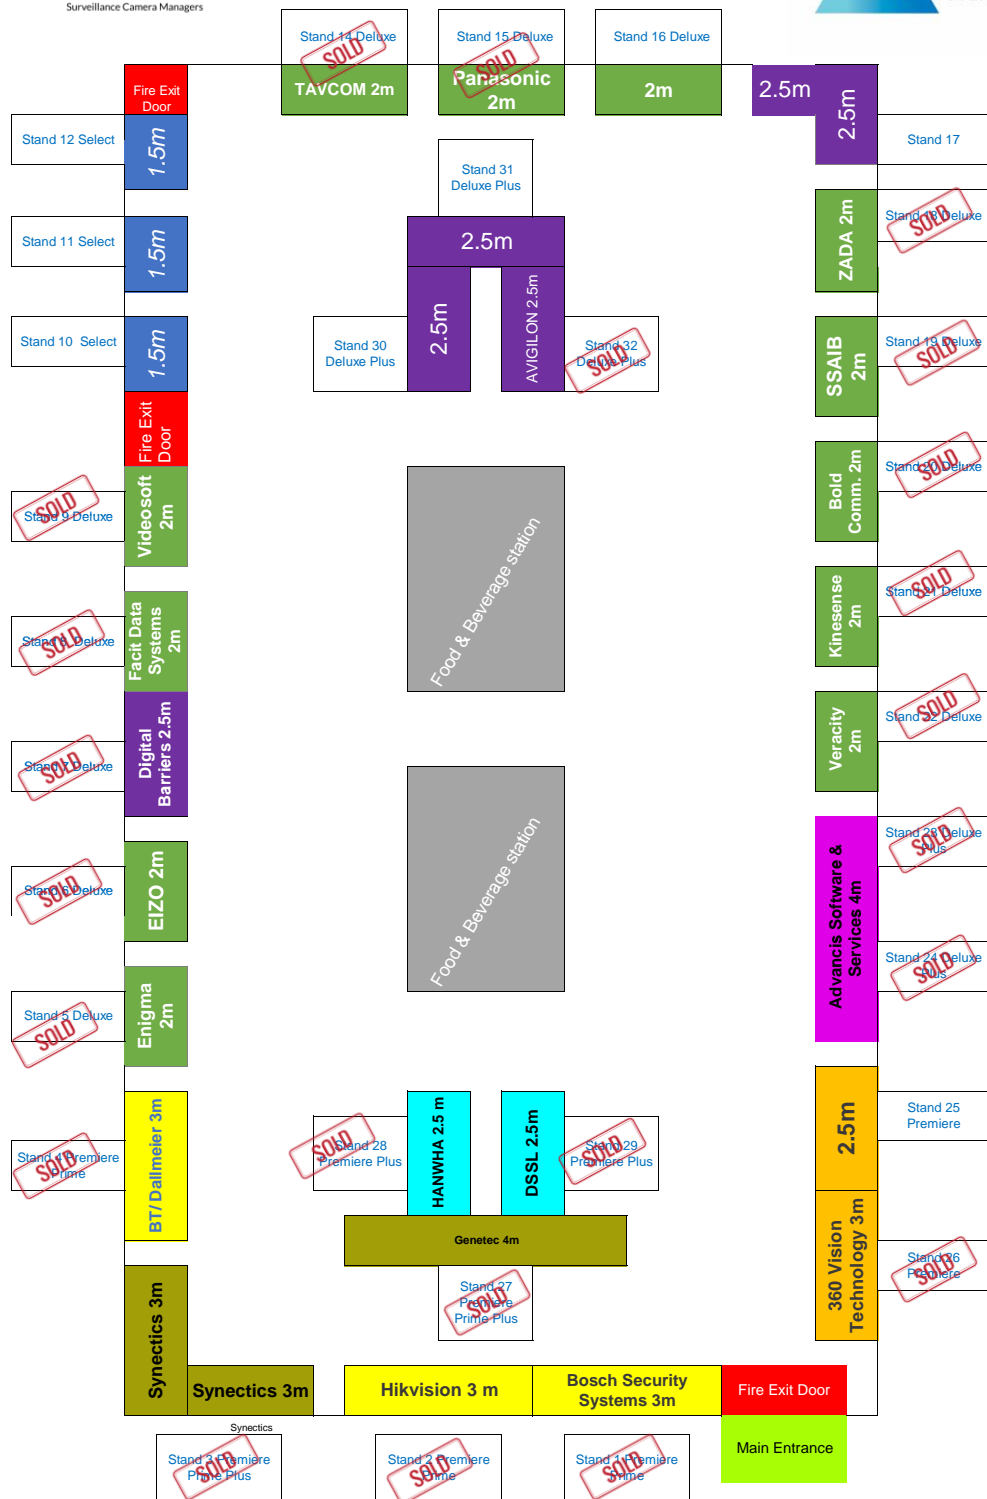 Surveillance Camera Managers
Stand 14 Deluxe
SOLD
Stand 15 Deluxe
SOLD
Stand 16 Deluxe
Fire Exit
Door
TAVCOM 2m
Panasonic
2m
2m
2.5m
2.5m
Stand 12 Select
1.5m
Stand 17
Stand 31
Deluxe Plus
ZADA 2m
Stand 18 Deluxe
SOLD
Stand 11 Select
1.5m
2.5m
2.5m
AVIGILON 2.5m
Stand 10 Select
1.5m
Stand 30
Deluxe Plus
Stand 32
Deluxe Plus
SOLD
SSAIB
2m
Stand 19 Deluxe
SOLD
Fire Exit
Door
Stand 9 Deluxe
SOLD
Videosoft
2m
Food & Beverage station
Bold
Comm. 2m
Stand 20 Deluxe
SOLD
Stand 8 Deluxe
SOLD
Facit Data
Systems
2m
Kinesense
2m
Stand 21 Deluxe
SOLD
Stand 7 Deluxe
SOLD
Digital
Barriers 2.5m
Veracity
2m
Stand 22 Deluxe
SOLD
Stand 6 Deluxe
SOLD
EIZO 2m
Food & Beverage station
Advancis Software &
Services 4m
Stand 23 Deluxe
Plus
SOLD
Stand 24 Deluxe
Plus
SOLD
Stand 5 Deluxe
SOLD
Enigma
2m
Stand 4 Premiere
Prime
SOLD
BT/ Dallmeier 3m
Stand 28
Premiere Plus
SOLD
HANWHA 2.5 m
DSSL 2.5m
Stand 29
Premiere Plus
SOLD
2.5m
Stand 25
Premiere
Genetec 4m
360 Vision
Technology 3m
Stand 26
Premiere
SOLD
Stand 27
Premiere
Prime Plus
SOLD
Synectics 3m
Synectics 3m
Hikvision 3 m
Bosch Security
Systems 3m
Fire Exit Door
Synectics
Main Entrance
Stand 3 Premiere
Prime Plus
SOLD
Stand 2 Premiere
Prime
SOLD
Stand 1 Premiere
Prime
SOLD